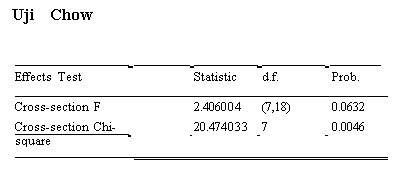 Uji Chow
Effects Test Statistic d.f. Prob.
Cross-section F 2.406004 (7,18) 0.0632
Cross-section Chi- 20.474033 7 0.0046
square